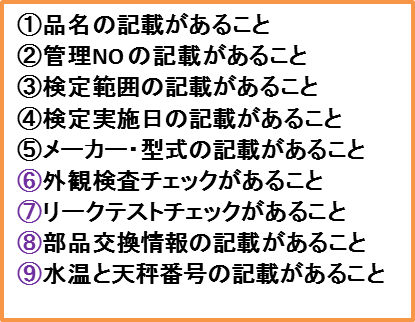 ①品名の記載があること
②管理NOの記載があること
③検定範囲の記載があること
④検定実施日の記載があること
⑤メーカー・型式の記載があること
⑥外観検査チェックがあること
⑦リークテストチェックがあること
⑧部品交換情報の記載があること
⑨水温と天秤番号の記載があること